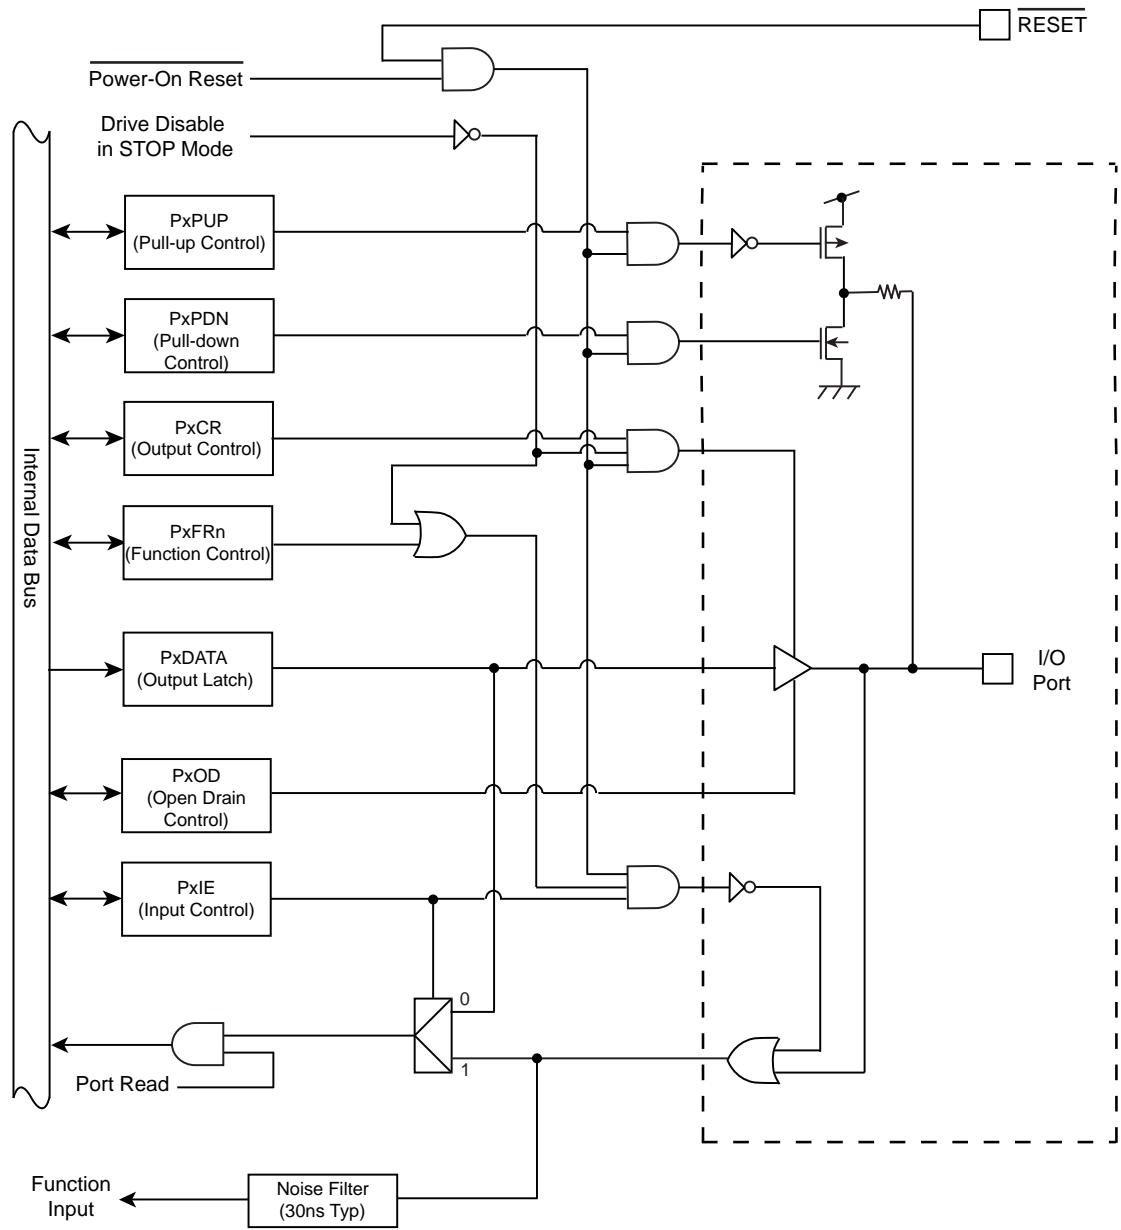 RESET
Power-On Reset
Drive Disable
in STOP Mode
PxPUP
(Pull-up Control)
PxPDN
(Pull-down
Control)
PxCR
(Output Control)
Internal Data Bus
PxFRn
(Function Control)
PxDATA
(Output Latch)
I/O
Port
PxOD
(Open Drain
Control)
PxIE
(Input Control)
0
1
Port Read
Function
Input
Noise Filter
(30ns Typ)